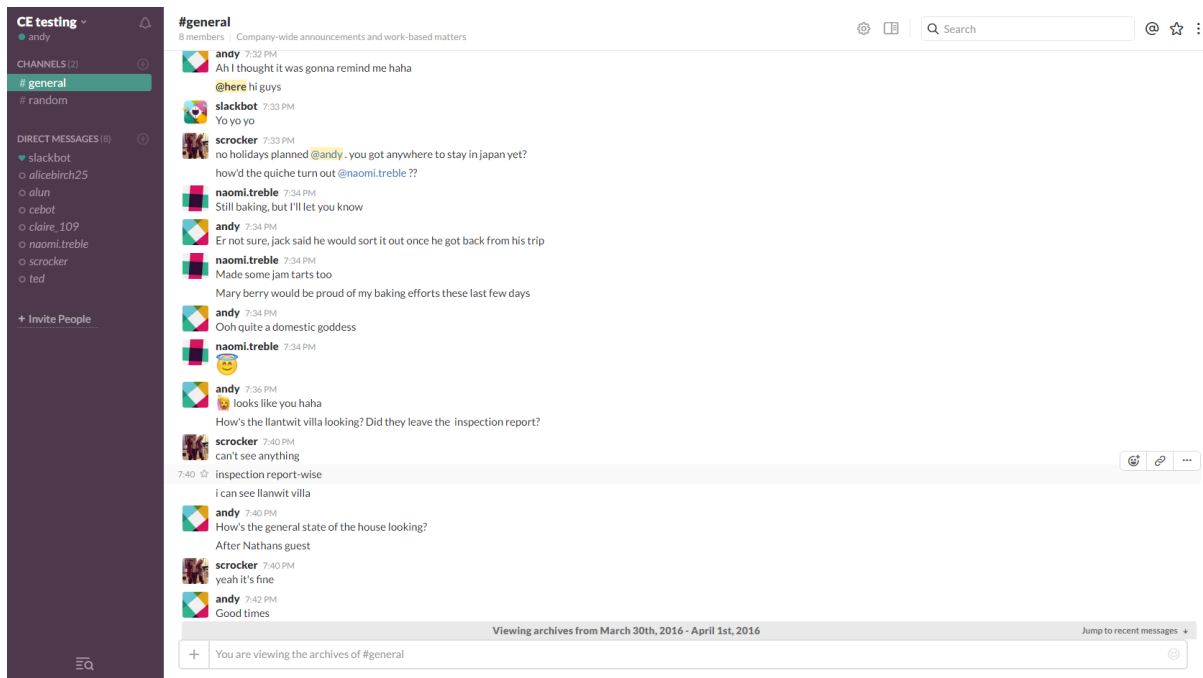 CE testing
andy
CHANNELS (2)
# general
# random
DIRECT MESSAGES (8)
slackbot
alicebirch25
alun
cebot
claire_109
naomi.treble
scrocker
ted
+ Invite People
#general
8 members | Company-wide announcements and work-based matters
Search
andy 7:32 PM
Ah I thought it was gonna remind me haha
@here hi guys
slackbot 7:33 PM
Yo yo yo
scrocker 7:33 PM
no holidays planned @andy . you got anywhere to stay in japan yet?
how'd the quiche turn out @naomi.treble ??
naomi.treble 7:34 PM
Still baking, but I'll let you know
andy 7:34 PM
Er not sure, jack said he would sort it out once he got back from his trip
naomi.treble 7:34 PM
Made some jam tarts too
Mary berry would be proud of my baking efforts these last few days
andy 7:34 PM
Ooh quite a domestic goddess
naomi.treble 7:34 PM
andy 7:36 PM
looks like you haha
How's the llantwit villa looking? Did they leave the inspection report?
scrocker 7:40 PM
can't see anything
7:40 inspection report-wise
i can see llanwit villa
andy 7:40 PM
How's the general state of the house looking?
After Nathans guest
scrocker 7:40 PM
yeah it's fine
andy 7:42 PM
Good times
Viewing archives from March 30th, 2016 - April 1st, 2016
Jump to recent messages
You are viewing the archives of #general